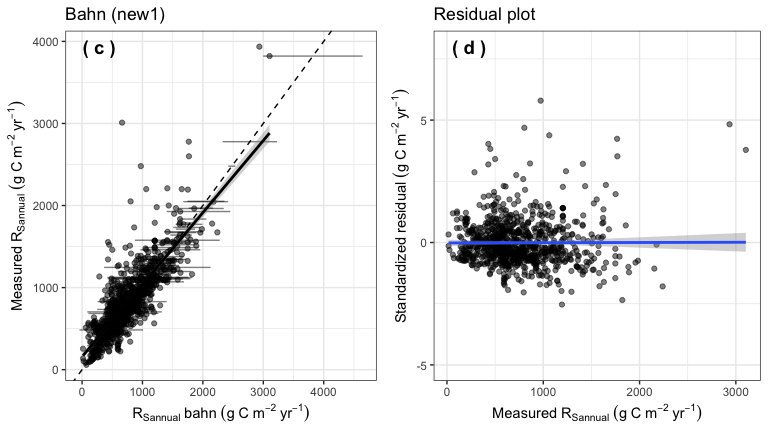 Bahn (new1)
( c )
4000
3000
2000
1000
0
Measured R_Sannual (g C m⁻² yr⁻¹)
0 1000 2000 3000 4000
R_Sannual bahn (g C m⁻² yr⁻¹)
Residual plot
( d )
5
0
-5
Standardized residual (g C m⁻² yr⁻¹)
0 1000 2000 3000
Measured R_Sannual (g C m⁻² yr⁻¹)